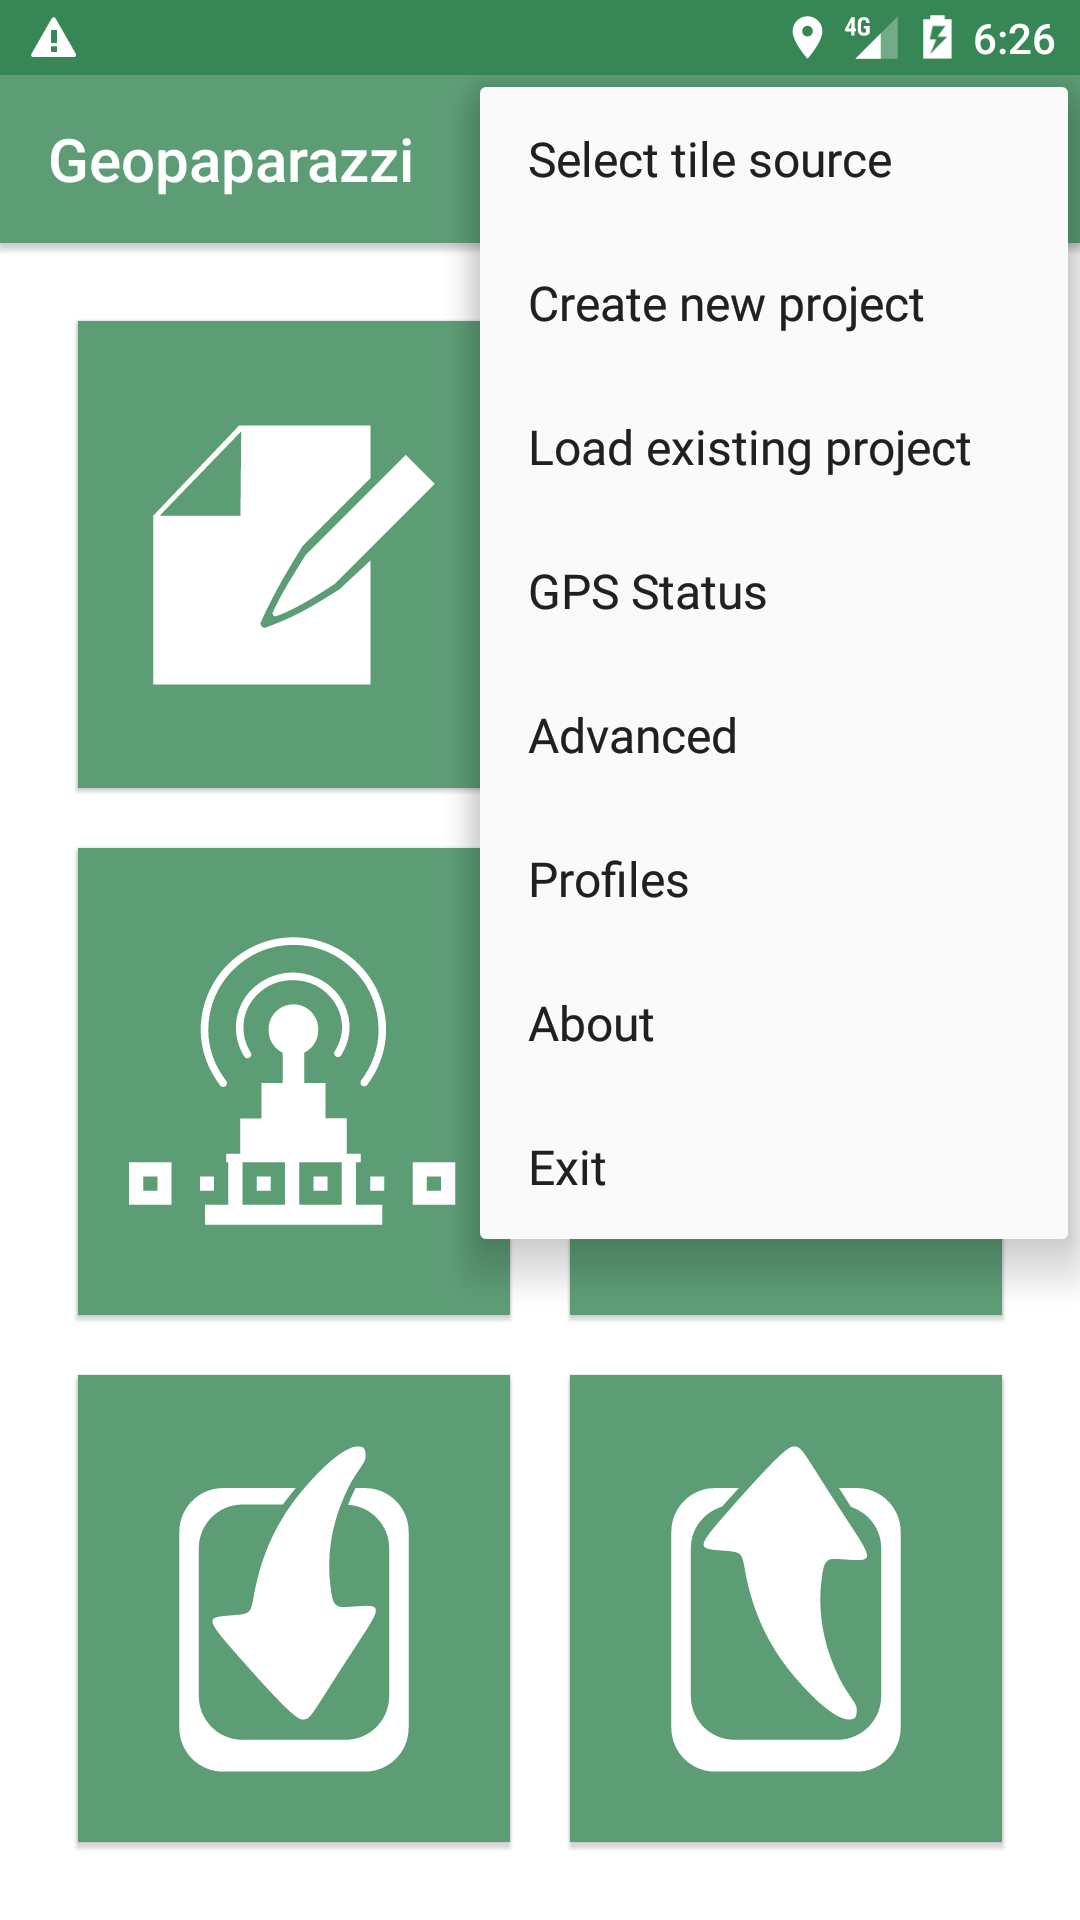 4G 6:26
Geopaparazzi
Select tile source
Create new project
Load existing project
GPS Status
Advanced
Profiles
About
Exit